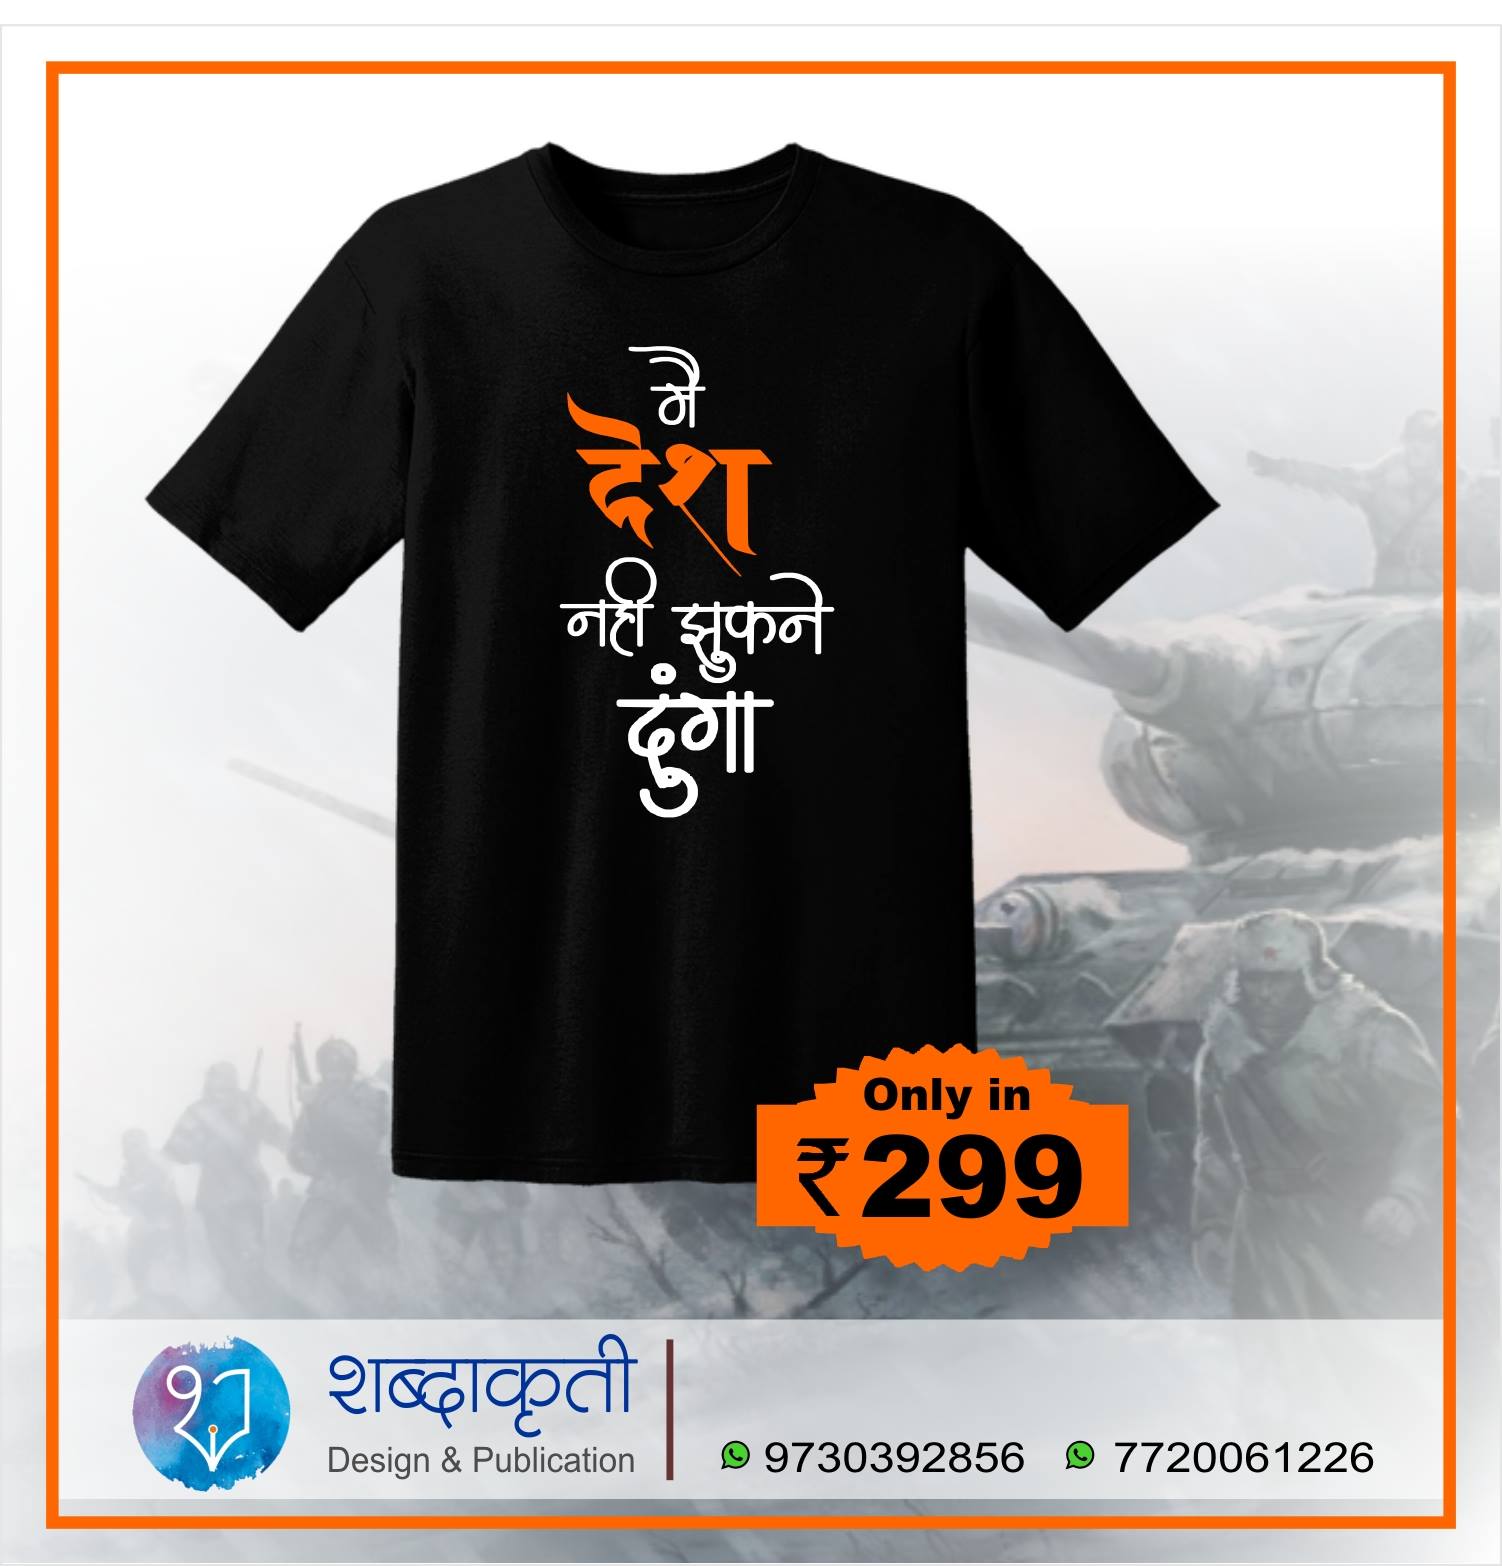 मै
देश
नही झुकने
दुंगा
Only in
₹299
शब्दाकृती
Design & Publication
9730392856 7720061226